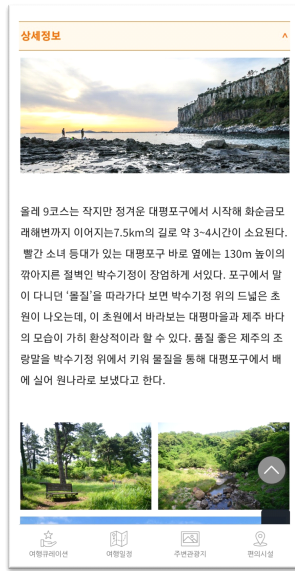 상세정보
^
올레 9코스는 작지만 정겨운 대평포구에서 시작해 화순금모
래해변까지 이어지는7.5km의 길로 약 3~4시간이 소요된다.
빨간 소녀 등대가 있는 대평포구 바로 옆에는 130m 높이의
깎아지른 절벽인 박수기정이 장엄하게 서있다. 포구에서 말
이 다니던 '몰질'을 따라가다 보면 박수기정 위의 드넓은 초
원이 나오는데, 이 초원에서 바라보는 대평마을과 제주 바다
의 모습이 가히 환상적이라 할 수 있다. 품질 좋은 제주의 조
랑말을 박수기정 위에서 키워 물질을 통해 대평포구에서 배
에 실어 원나라로 보냈다고 한다.
여행큐레이션
여행일정
주변관광지
편의시설